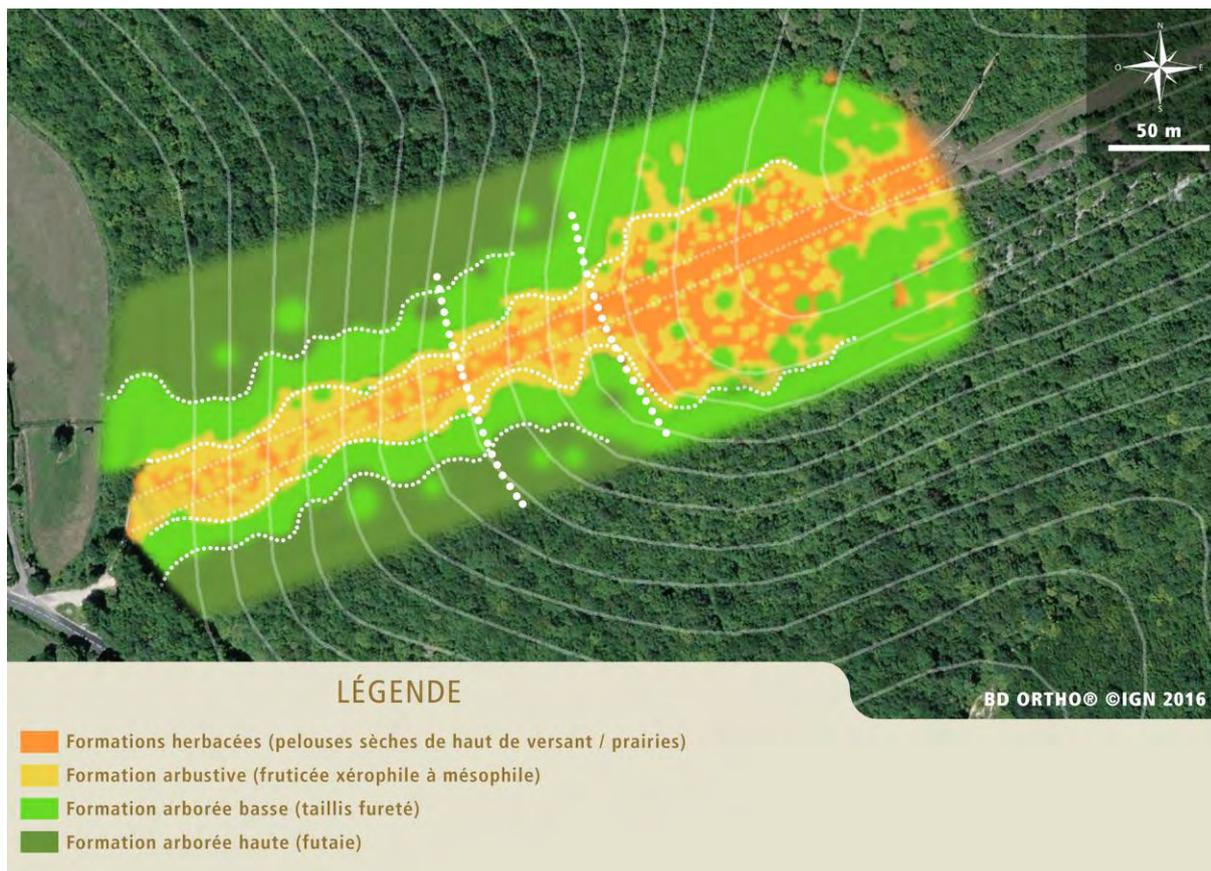 N
O
E
S
50 m
LÉGENDE
BD ORTHO® ©IGN 2016
Formations herbacées (pelouses sèches de haut de versant / prairies)
Formation arbustive (fruticée xérophile à mésophile)
Formation arborée basse (taillis fureté)
Formation arborée haute (futaie)